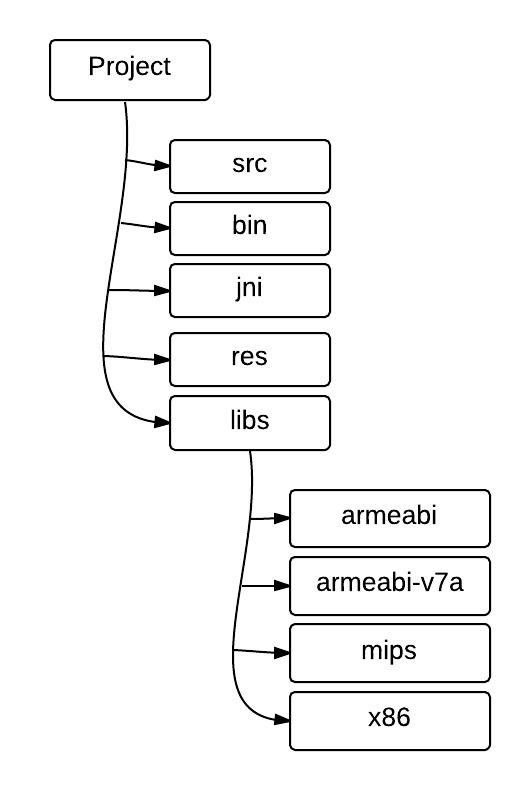 Project
src
bin
jni
res
libs
armeabi
armeabi-v7a
mips
x86